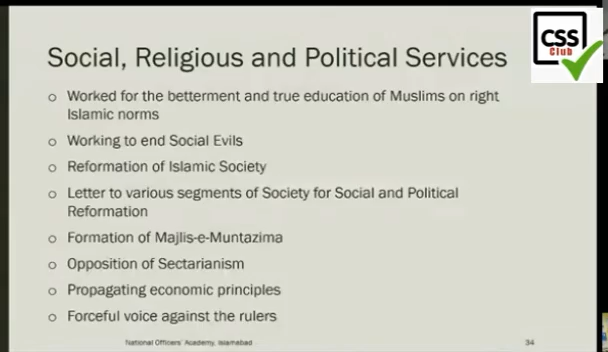 Social, Religious and Political Services
CSS
Club
o Worked for the betterment and true education of Muslims on right
Islamic norms
o Working to end Social Evils
o Reformation of Islamic Society
o Letter to various segments of Society for Social and Political
Reformation
o Formation of Majlis-e-Muntazima
o Opposition of Sectarianism
o Propagating economic principles
o Forceful voice against the rulers
National Officers' Academy, Islamabad
34